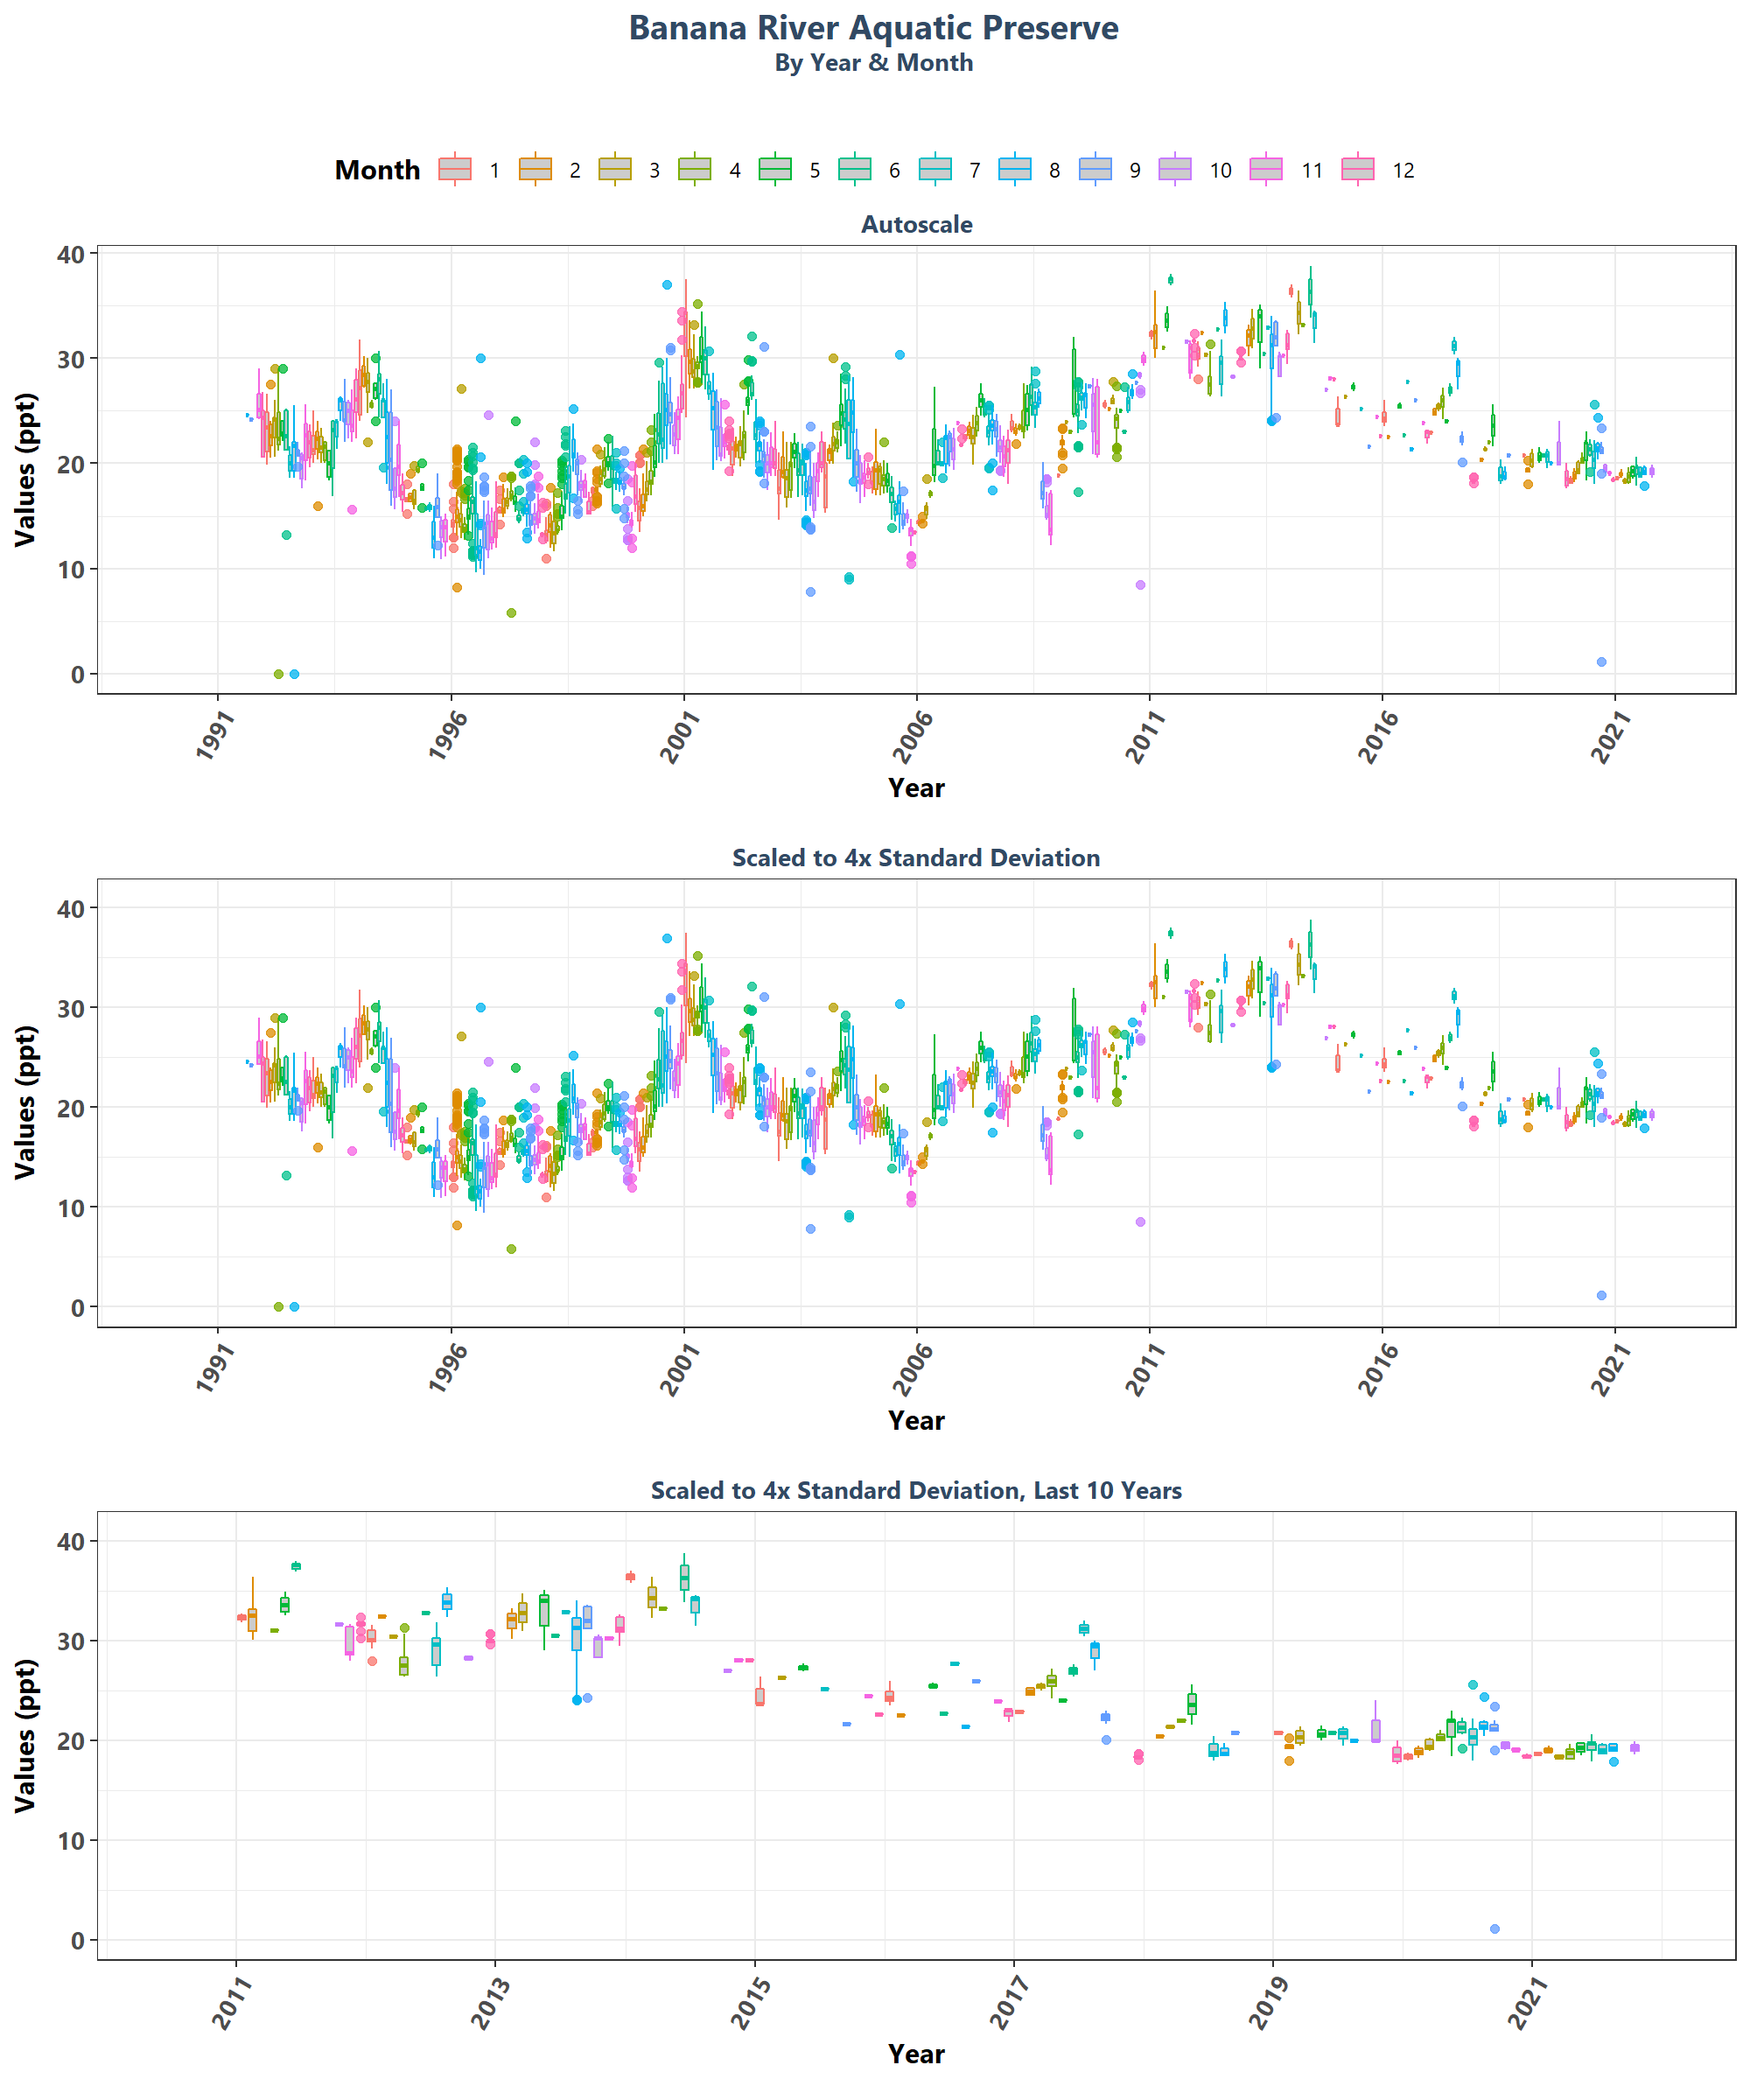 Banana River Aquatic Preserve
By Year & Month
Month 1 2 3 4 5 6 7 8 9 10 11 12
Autoscale
Values (ppt)
40
30
20
10
0
1991 1996 2001 2006 2011 2016 2021
Year
Scaled to 4x Standard Deviation
Values (ppt)
40
30
20
10
0
1991 1996 2001 2006 2011 2016 2021
Year
Scaled to 4x Standard Deviation, Last 10 Years
Values (ppt)
40
30
20
10
0
2011 2013 2015 2017 2019 2021
Year